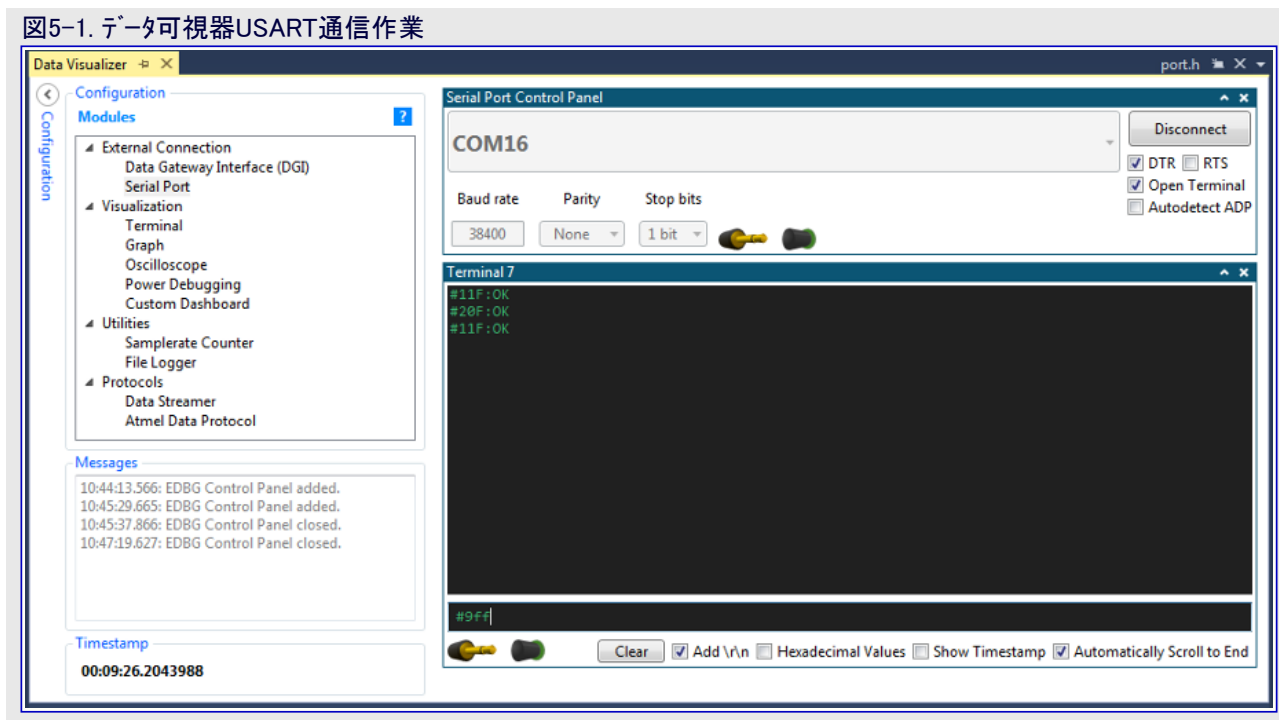 図5-1. ﾃﾞｰﾀ可視器USART通信作業
Data Visualizer
port.h
Configuration
Configuration
Modules
?
External Connection
Data Gateway Interface (DGI)
Serial Port
Visualization
Terminal
Graph
Oscilloscope
Power Debugging
Custom Dashboard
Utilities
Samplerate Counter
File Logger
Protocols
Data Streamer
Atmel Data Protocol
Messages
10:44:13.566: EDBG Control Panel added.
10:45:29.665: EDBG Control Panel added.
10:45:37.866: EDBG Control Panel closed.
10:47:19.627: EDBG Control Panel closed.
Timestamp
00:09:26.2043988
Serial Port Control Panel
COM16
Disconnect
DTR RTS
Open Terminal
Autodetect ADP
Baud rate Parity Stop bits
38400 None 1 bit
Terminal 7
#11F:OK
#20F:OK
#11F:OK
#9ff
Clear Add \r\n Hexadecimal Values Show Timestamp Automatically Scroll to End